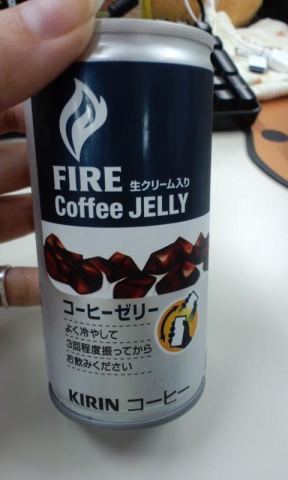 FIRE 生クリーム入り
Coffee JELLY
コーヒーゼリー
よく冷やして
3回程度振ってから
お飲みください
KIRIN コーヒー